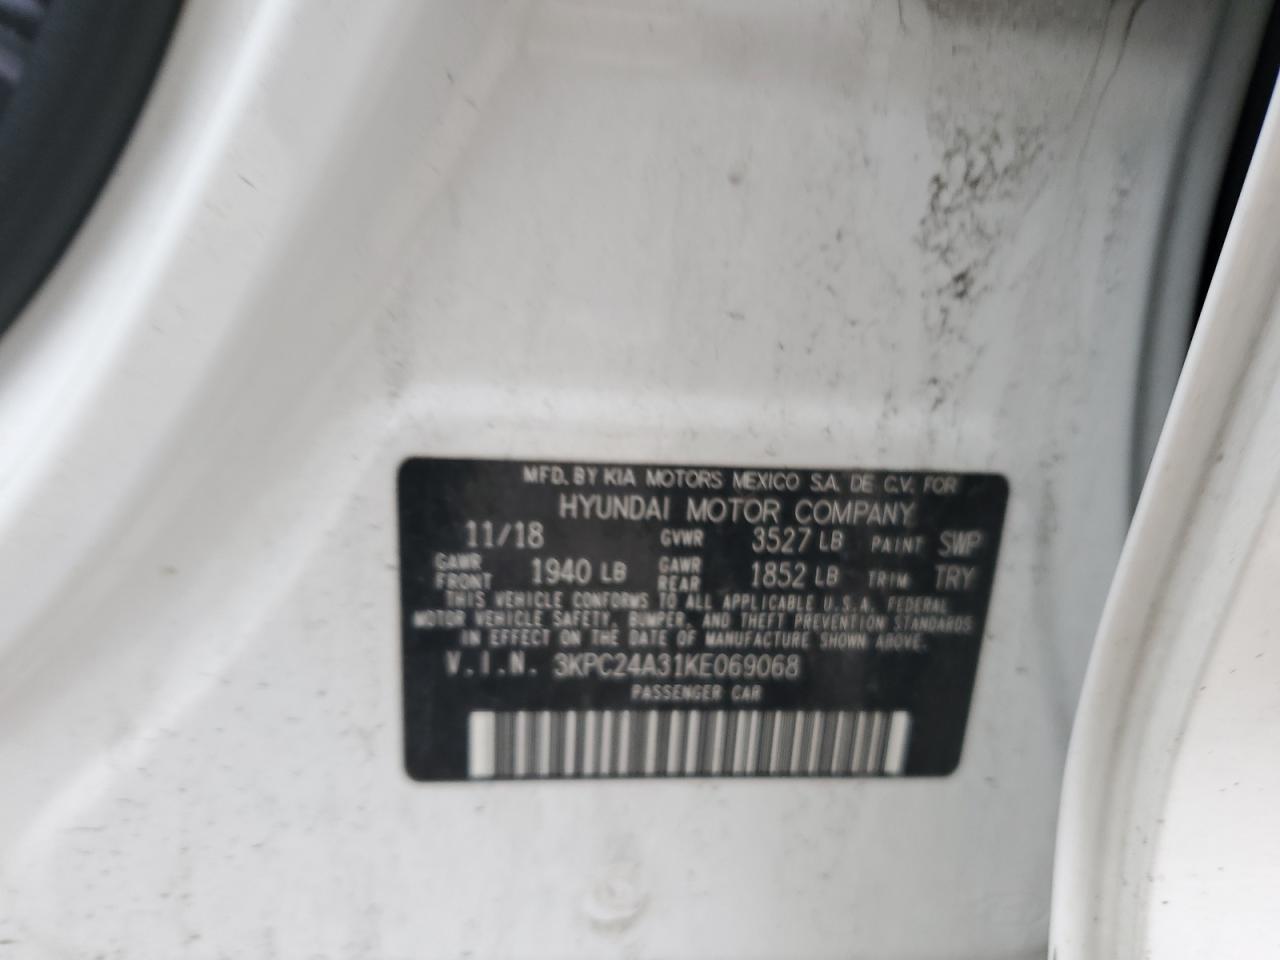 MFD. BY KIA MOTORS MEXICO S.A. DE C.V. FOR
HYUNDAI MOTOR COMPANY
11/18 GVWR 3527 LB PAINT SWP
GAWR FRONT 1940 LB GAWR REAR 1852 LB TRIM TRY
THIS VEHICLE CONFORMS TO ALL APPLICABLE U.S.A. FEDERAL
MOTOR VEHICLE SAFETY, BUMPER, AND THEFT PREVENTION STANDARDS
IN EFFECT ON THE DATE OF MANUFACTURE SHOWN ABOVE.
V.I.N. 3KPC24A31KE069068
PASSENGER CAR